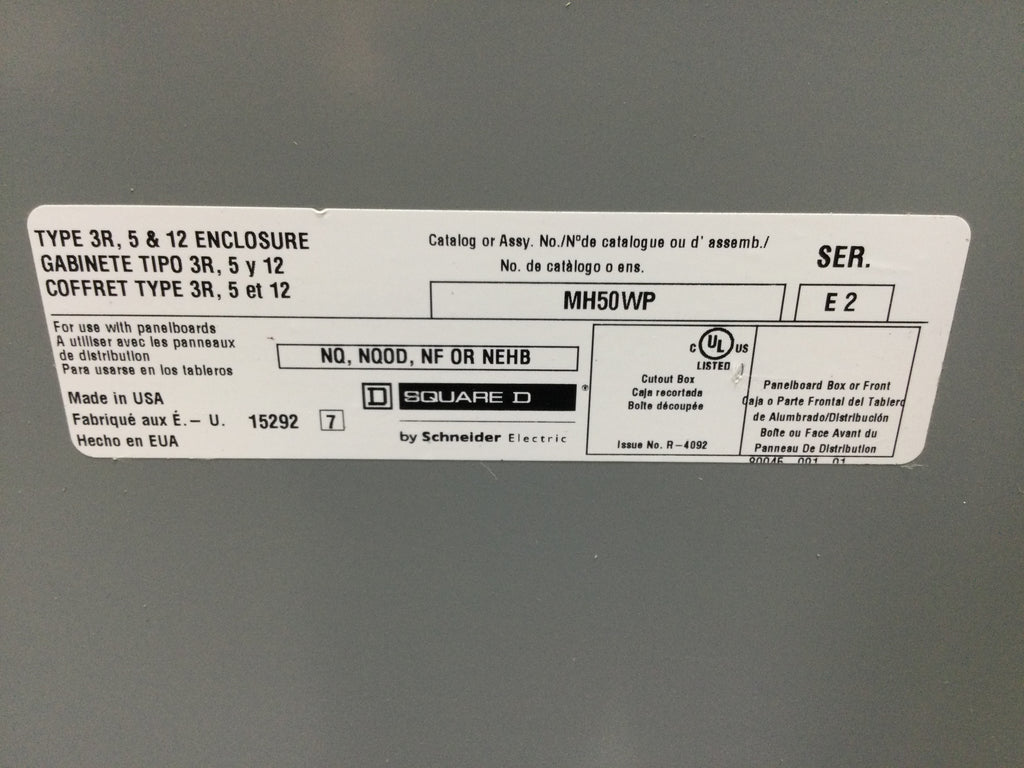 TYPE 3R, 5 & 12 ENCLOSURE
GABINETE TIPO 3R, 5 y 12
COFFRET TYPE 3R, 5 et 12
Catalog or Assy. No./Nºde catalogue ou d' assemb./
No. de catàlogo o ens.
MH50WP
SER.
E 2
For use with panelboards
A utiliser avec les panneaux
de distribution
Para usarse en los tableros
NQ, NQOD, NF OR NEHB
Made in USA
Fabriqué aux É.- U. 15292 7
Hecho en EUA
D SQUARE D ®
by Schneider Electric
C UL US
LISTED
Cutout Box
Caja recortada
Boîte découpée
Issue No. R-4092
Panelboard Box or Front
Caja o Parte Frontal del Tablero
de Alumbrado/Distribución
Boîte ou Face Avant du
Panneau De Distribution